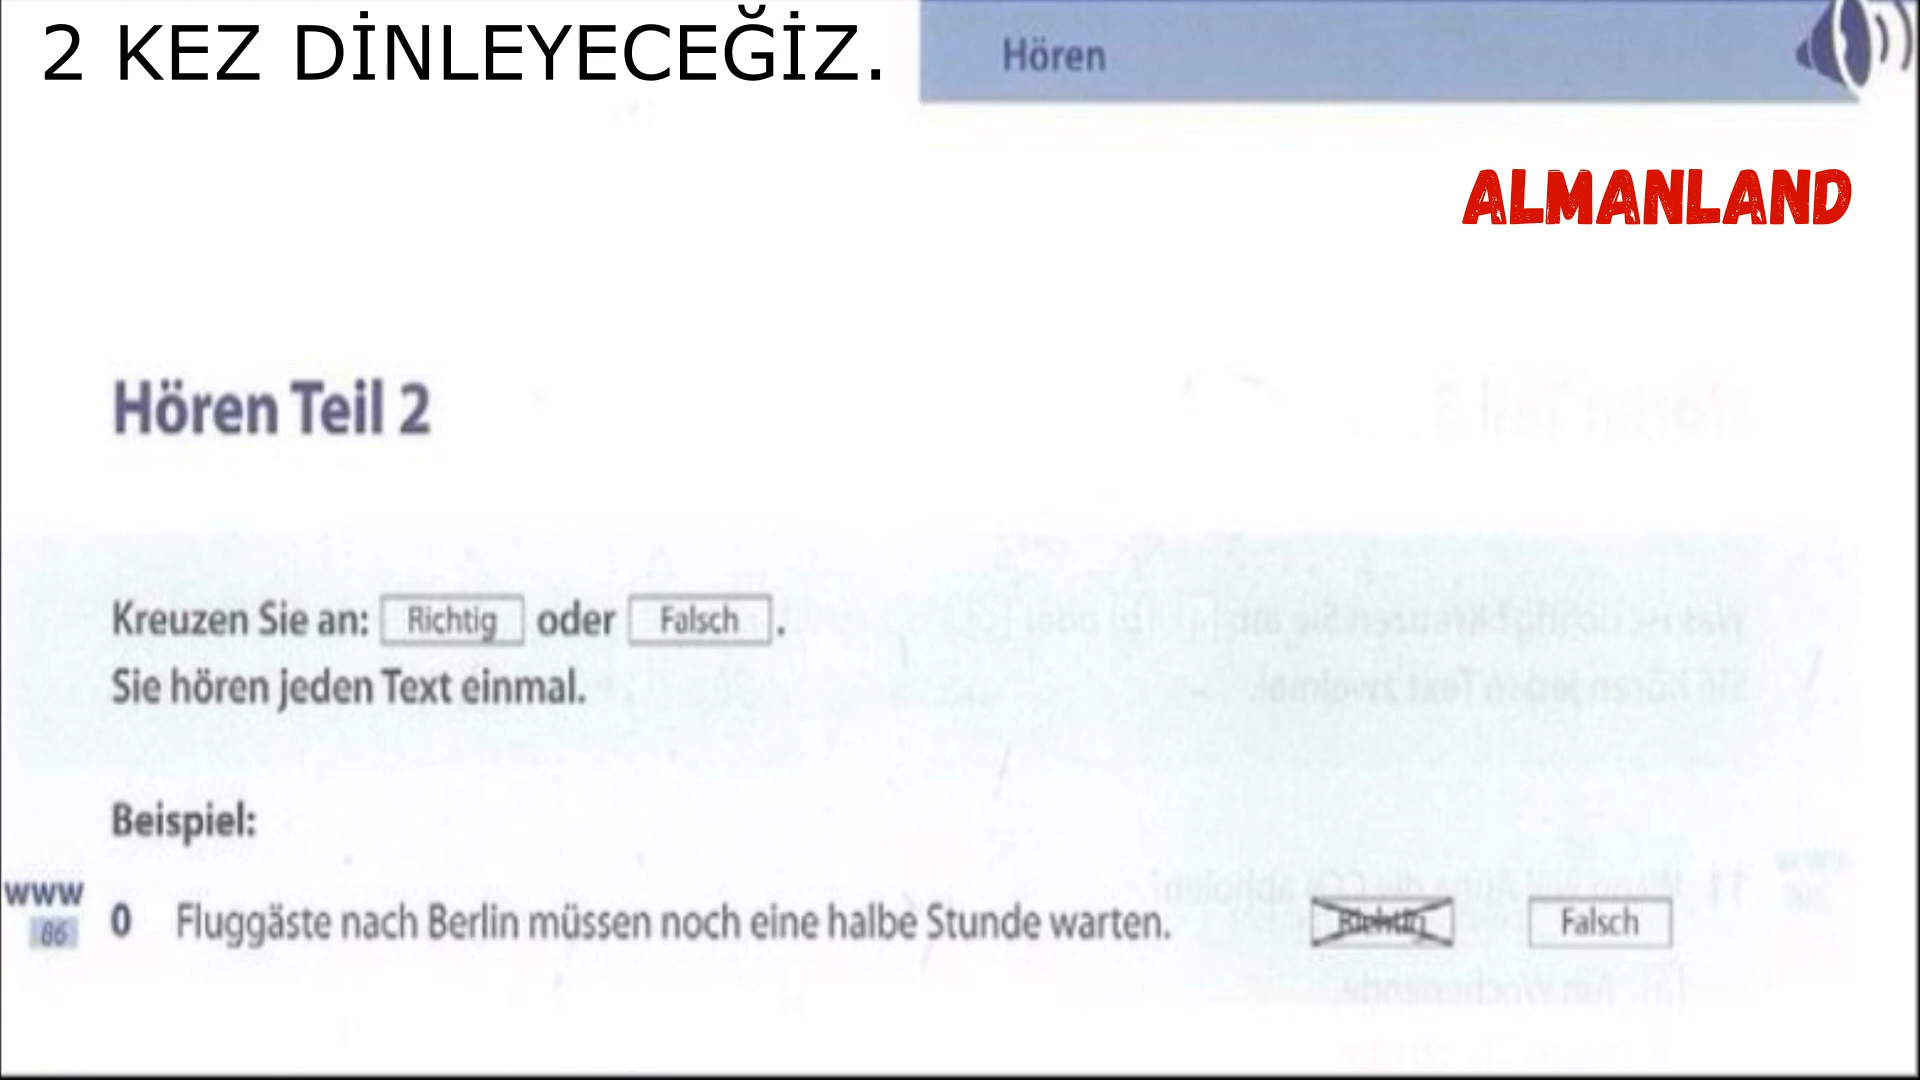 2 KEZ DİNLEYECEĞİZ.
Hören
ALMANLAND
Hören Teil 2
Kreuzen Sie an: Richtig oder Falsch.
Sie hören jeden Text einmal.
Beispiel:
www
86
0 Fluggäste nach Berlin müssen noch eine halbe Stunde warten. Richtig Falsch